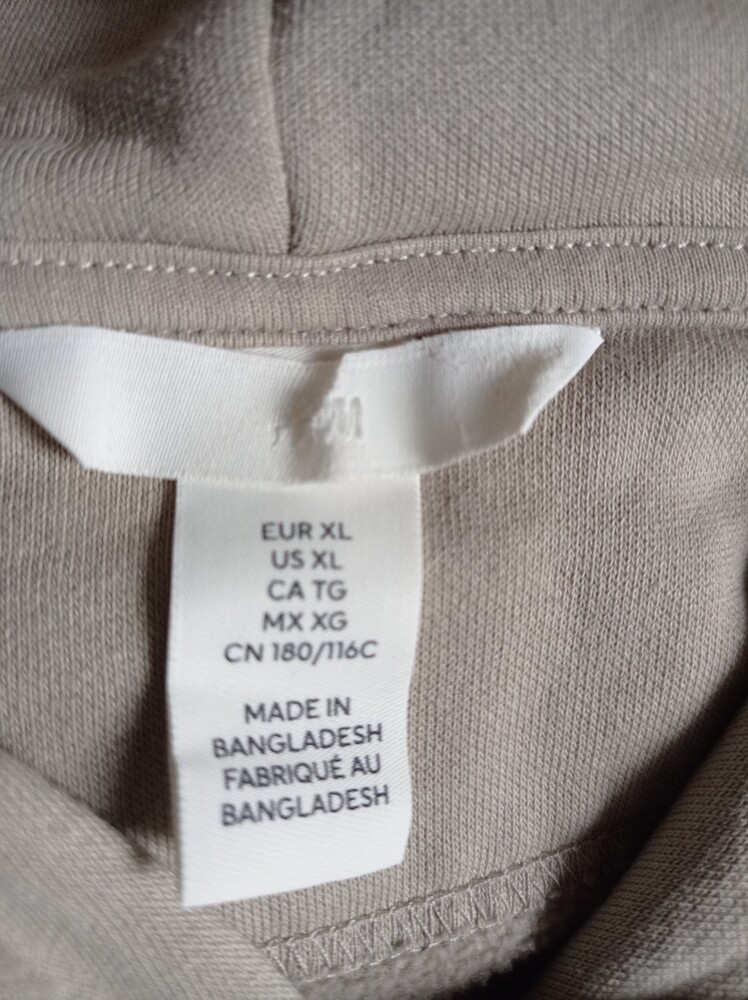 EUR XL
US XL
CA TG
MX XG
CN 180/116C
MADE IN
BANGLADESH
FABRIQUÉ AU
BANGLADESH